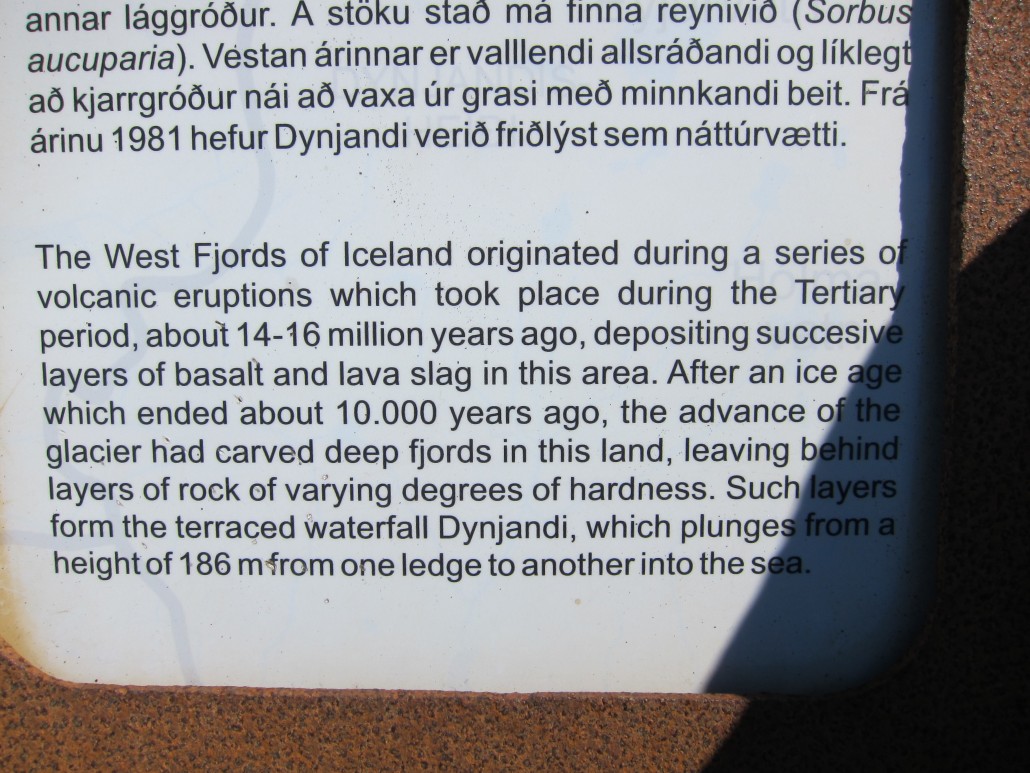 annar lággróður. Á stöku stað má finna reynivið (Sorbus
aucuparia). Vestan árinnar er valllendi allsráðandi og líklegt
að kjarrgróður nái að vaxa úr grasi með minnkandi beit. Frá
árinu 1981 hefur Dynjandi verið friðlýst sem náttúrvætti.
The West Fjords of Iceland originated during a series of
volcanic eruptions which took place during the Tertiary
period, about 14-16 million years ago, depositing succesive
layers of basalt and lava slag in this area. After an ice age
which ended about 10.000 years ago, the advance of the
glacier had carved deep fjords in this land, leaving behind
layers of rock of varying degrees of hardness. Such layers
form the terraced waterfall Dynjandi, which plunges from a
height of 186 m from one ledge to another into the sea.